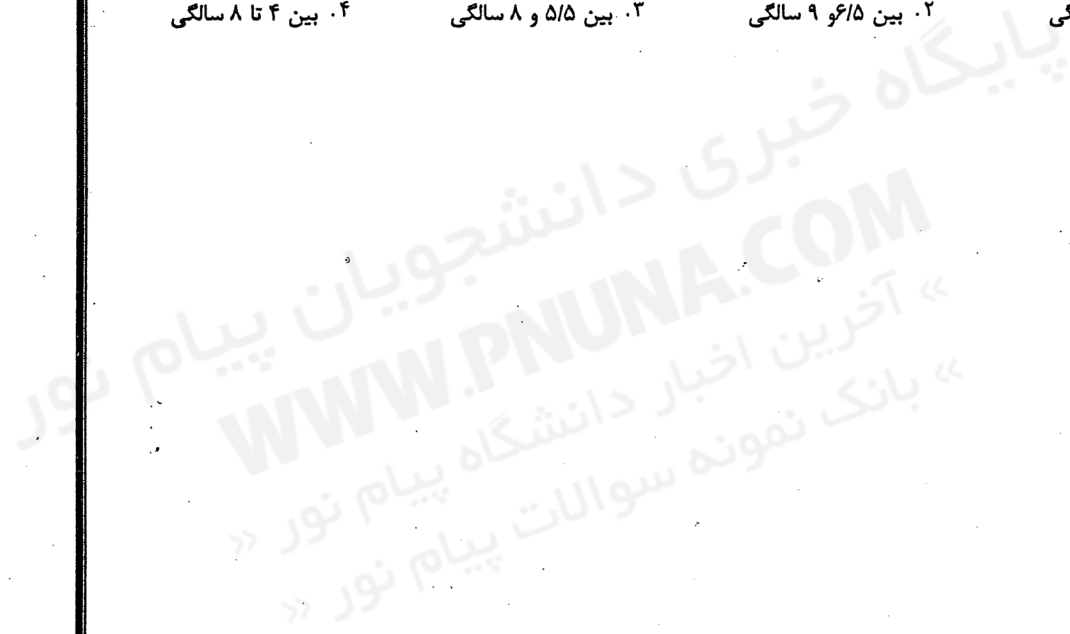 گی ۲. بین ۶/۵و ۹ سالگی ۳. بین ۵/۵ و ۸ سالگی ۴. بین ۴ تا ۸ سالگی
پایگاه خبری دانشجویان پیام نور
WWW.PNUNA.COM
» آخرین اخبار دانشگاه پیام نور «
» بانک نمونه سوالات پیام نور «